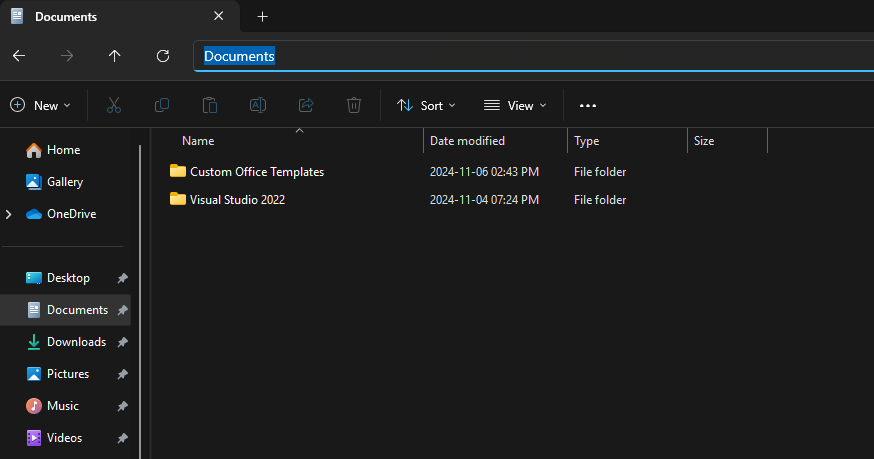 Documents
Documents
New Sort View
Name Date modified Type Size
Home
Custom Office Templates 2024-11-06 02:43 PM File folder
Gallery
Visual Studio 2022 2024-11-04 07:24 PM File folder
OneDrive
Desktop
Documents
Downloads
Pictures
Music
Videos